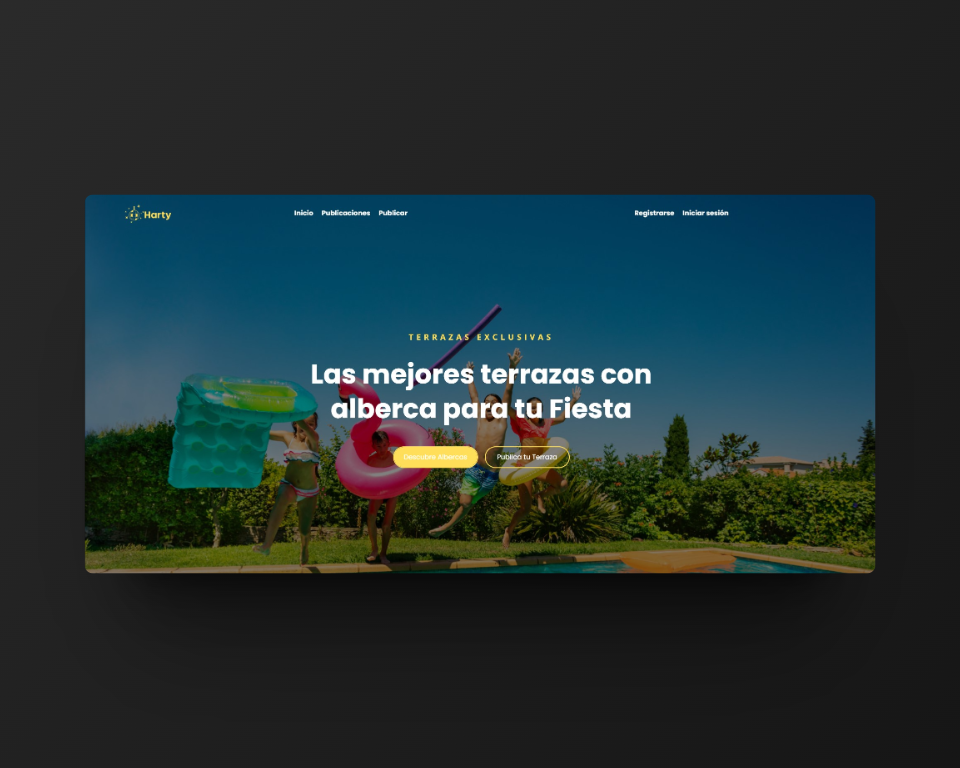 Harty
Inicio Publicaciones Publicar
Registrarse Iniciar sesión
TERRAZAS EXCLUSIVAS
Las mejores terrazas con
alberca para tu Fiesta
Descubre Albercas
Publica tu Terraza